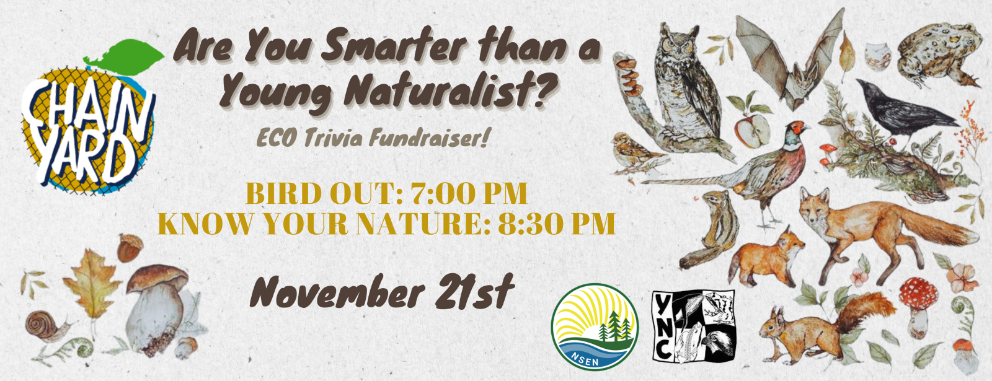 CHAIN
YARD
Are You Smarter than a
Young Naturalist?
ECO Trivia Fundraiser!
BIRD OUT: 7:00 PM
KNOW YOUR NATURE: 8:30 PM
November 21st
NSEN
YNC